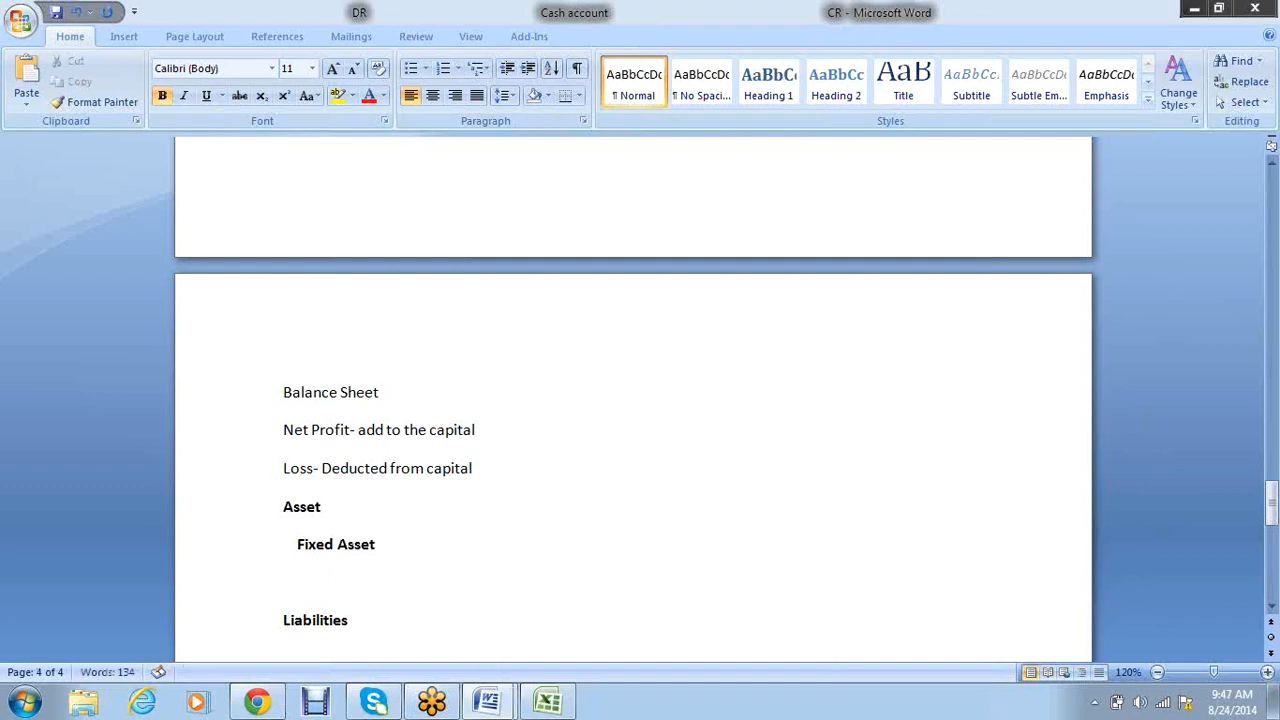 DR Cash account CR - Microsoft Word
Home Insert Page Layout References Mailings Review View Add-Ins
Paste
Cut
Copy
Format Painter
Clipboard
Calibri (Body) 11
B I U abc x₂ x² Aa
Font
Paragraph
AaBbCcDc AaBbCcDc AaBbC AaBbCc AaB AaBbCc. AaBbCcDc AaBbCcDc
¶ Normal ¶ No Spaci... Heading 1 Heading 2 Title Subtitle Subtle Em... Emphasis
Styles
Change Styles
Find
Replace
Select
Editing
Balance Sheet
Net Profit- add to the capital
Loss- Deducted from capital
Asset
Fixed Asset
Liabilities
Page: 4 of 4 Words: 134 120%
9:47 AM
8/24/2014